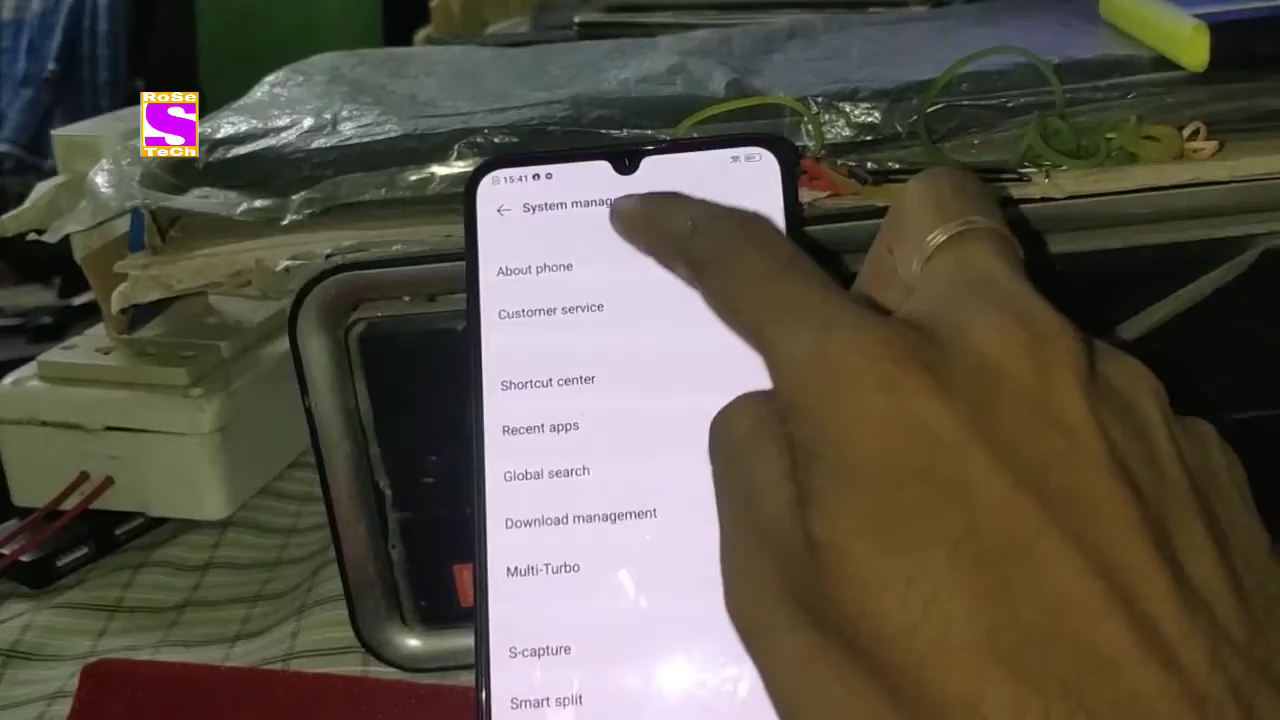 RoSe
S
TeCh
15:41
System manag
About phone
Customer service
Shortcut center
Recent apps
Global search
Download management
Multi-Turbo
S-capture
Smart split